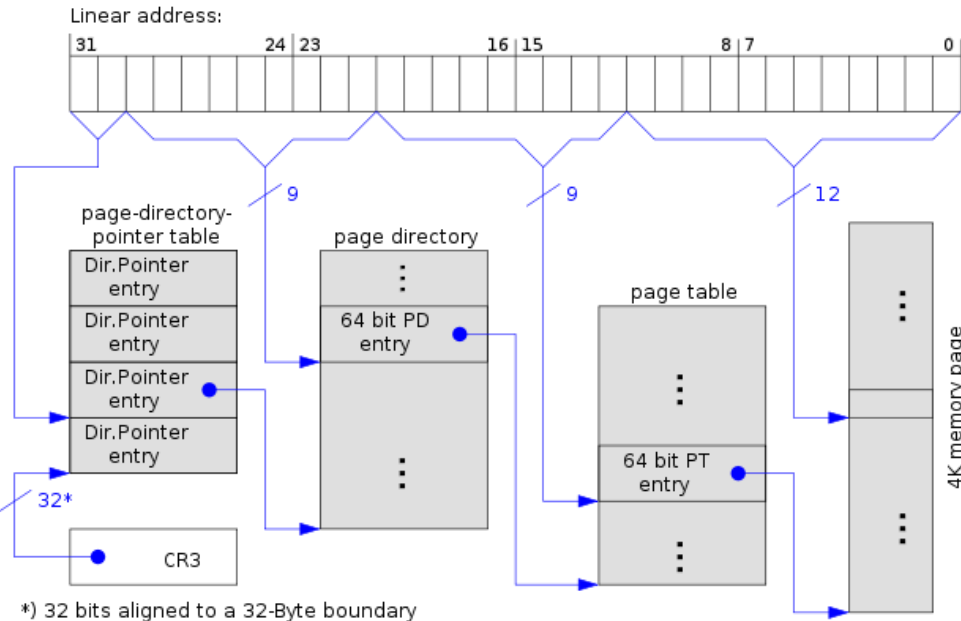 Linear address:
31 24 23 16 15 8 7 0
9 9 12
page-directory-
pointer table
Dir.Pointer
entry
Dir.Pointer
entry
Dir.Pointer
entry
Dir.Pointer
entry
page directory
64 bit PD
entry
page table
64 bit PT
entry
4K memory page
32*
CR3
*) 32 bits aligned to a 32-Byte boundary